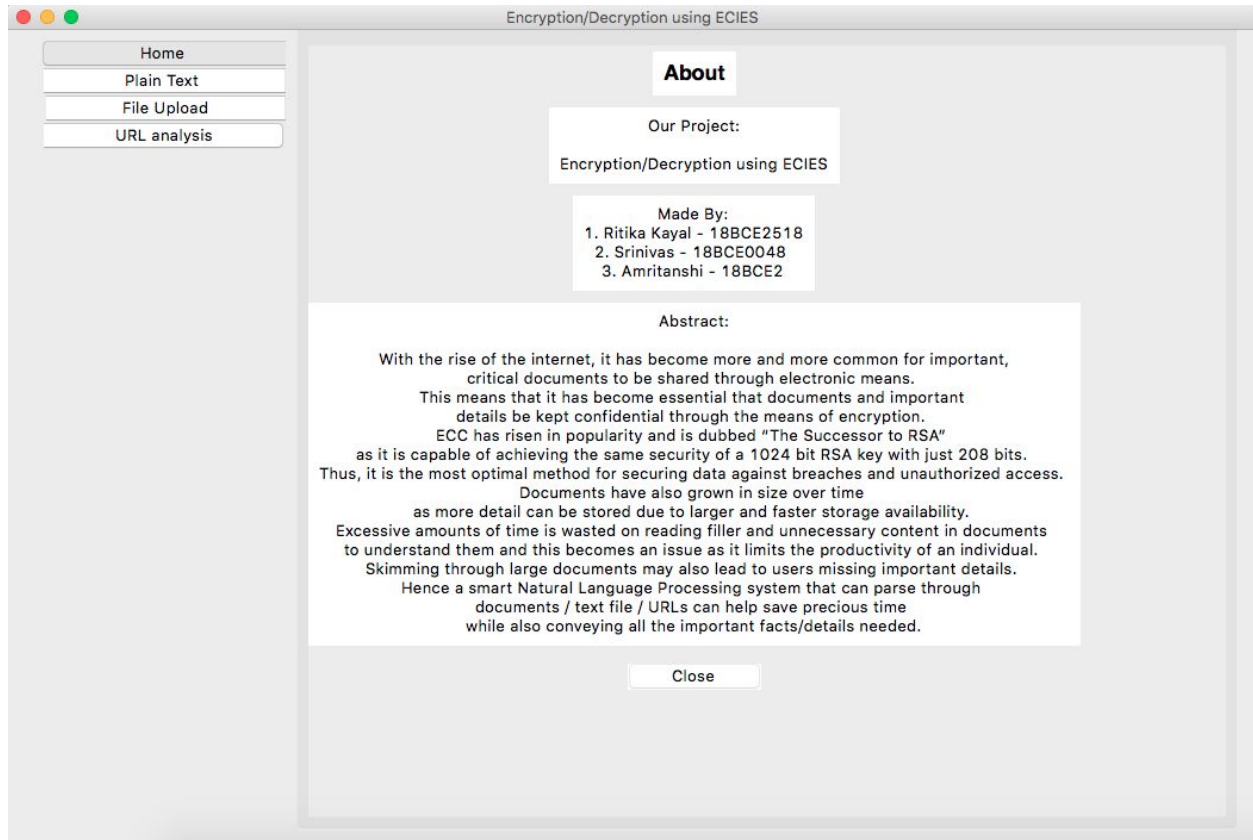 Encryption/Decryption using ECIES
Home
Plain Text
File Upload
URL analysis
About
Our Project:
Encryption/Decryption using ECIES
Made By:
1. Ritika Kayal - 18BCE2518
2. Srinivas - 18BCE0048
3. Amritanshi - 18BCE2
Abstract:
With the rise of the internet, it has become more and more common for important,
critical documents to be shared through electronic means.
This means that it has become essential that documents and important
details be kept confidential through the means of encryption.
ECC has risen in popularity and is dubbed “The Successor to RSA”
as it is capable of achieving the same security of a 1024 bit RSA key with just 208 bits.
Thus, it is the most optimal method for securing data against breaches and unauthorized access.
Documents have also grown in size over time
as more detail can be stored due to larger and faster storage availability.
Excessive amounts of time is wasted on reading filler and unnecessary content in documents
to understand them and this becomes an issue as it limits the productivity of an individual.
Skimming through large documents may also lead to users missing important details.
Hence a smart Natural Language Processing system that can parse through
documents / text file / URLs can help save precious time
while also conveying all the important facts/details needed.
Close